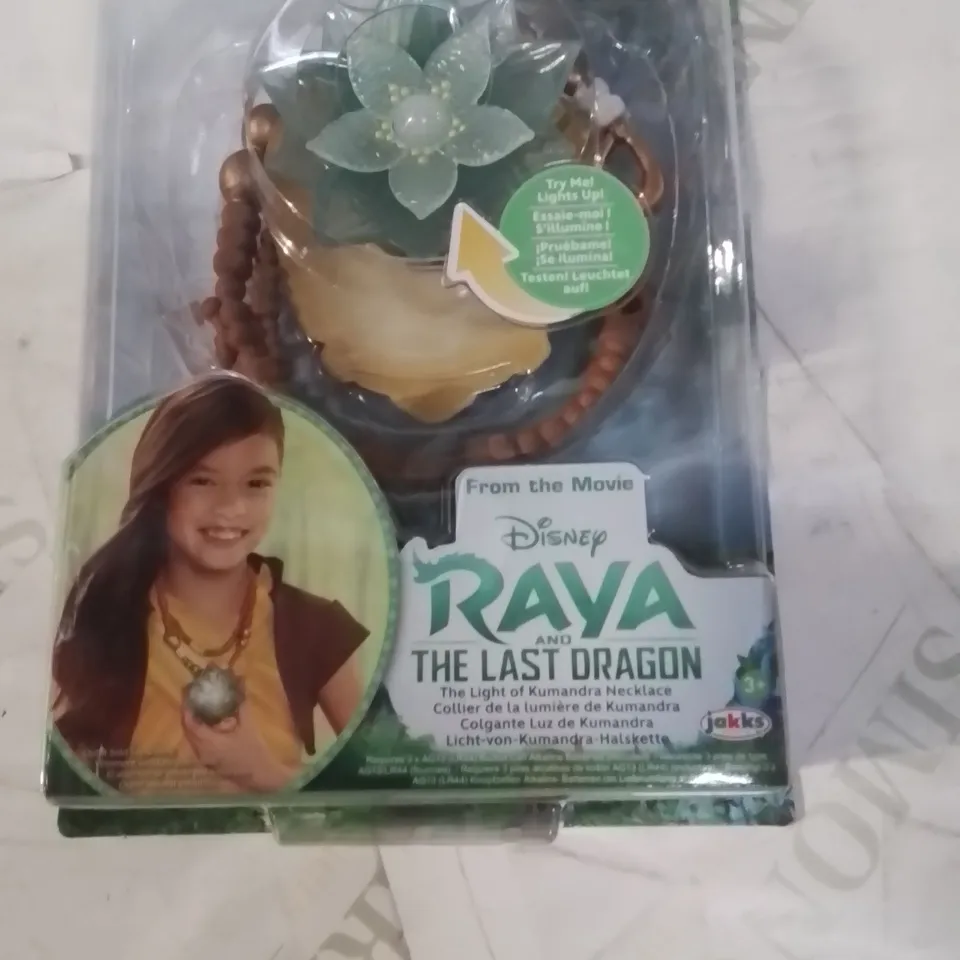 Try Me!
Lights Up!
Essaie-moi !
S'illumine !
¡Pruébame!
¡Se ilumina!
Testen! Leuchtet
auf!
From the Movie
Disney
RAYA
AND
THE LAST DRAGON
The Light of Kumandra Necklace
Collier de la lumière de Kumandra
Colgante Luz de Kumandra
Licht-von-Kumandra-Halskette
3+
jakks